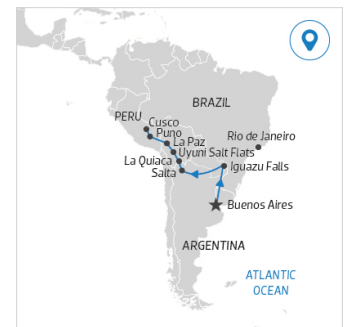 BRAZIL
PERU
Cusco
Puno
La Paz
Rio de Janeiro
Uyuni Salt Flats
La Quiaca
Iguazu Falls
Salta
Buenos Aires
ARGENTINA
ATLANTIC
OCEAN